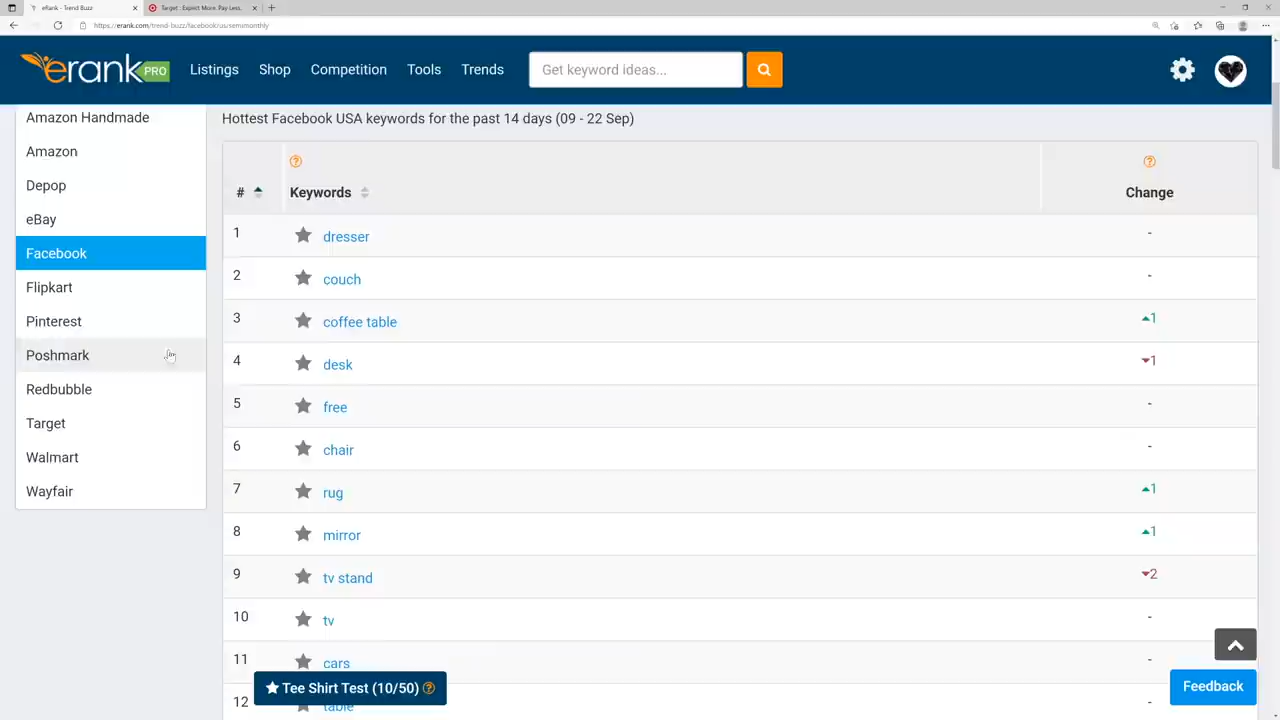 eRank - Trend Buzz
Target : Expect More. Pay Less.
https://erank.com/trend-buzz/facebook/us/semimonthly
erank PRO
Listings
Shop
Competition
Tools
Trends
Get keyword ideas...
Amazon Handmade
Amazon
Depop
eBay
Facebook
Flipkart
Pinterest
Poshmark
Redbubble
Target
Walmart
Wayfair
Hottest Facebook USA keywords for the past 14 days (09 - 22 Sep)
# Keywords Change
1 dresser -
2 couch -
3 coffee table 1
4 desk 1
5 free -
6 chair -
7 rug 1
8 mirror 1
9 tv stand 2
10 tv -
11 cars -
12 table -
Tee Shirt Test (10/50)
Feedback